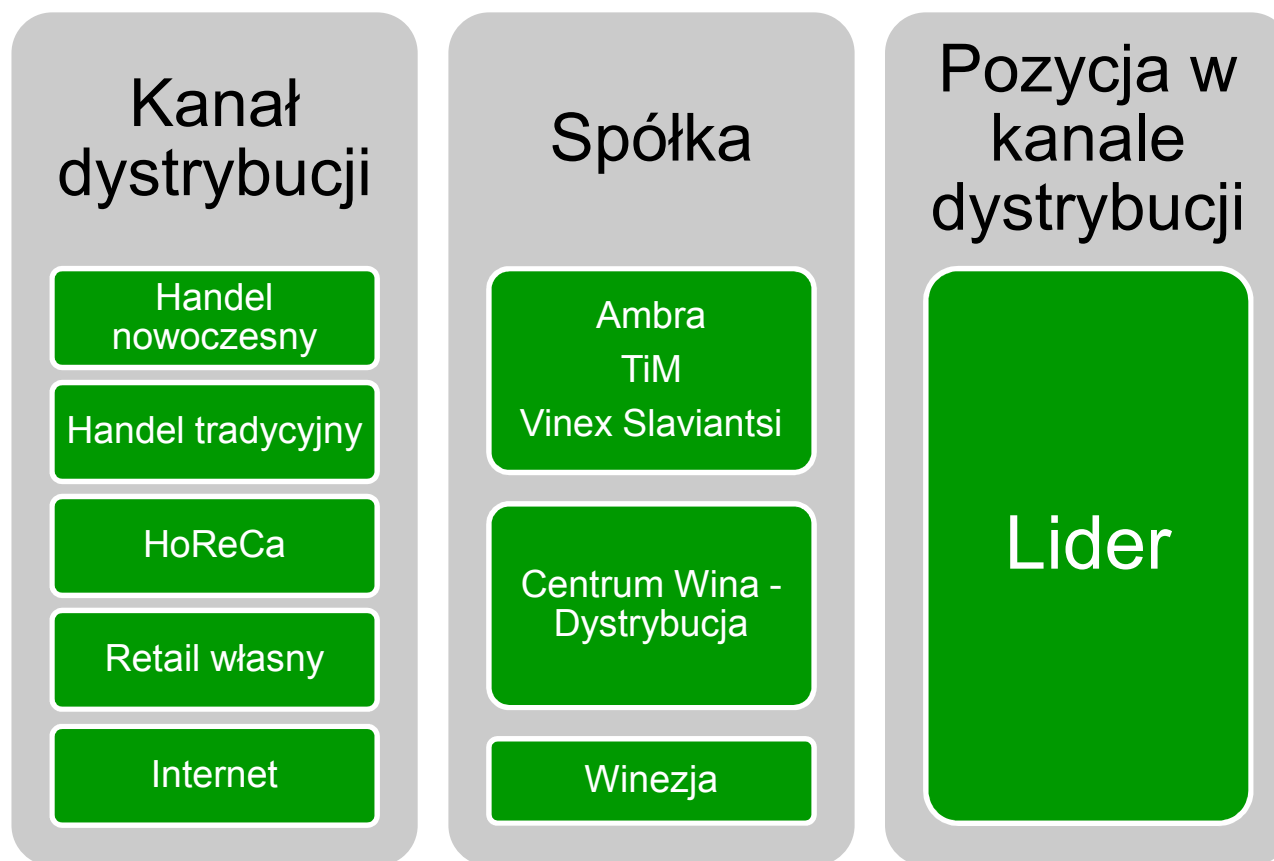 Kanał
dystrybucji
Handel
nowoczesny
Handel tradycyjny
HoReCa
Retail własny
Internet
Spółka
Ambra
TiM
Vinex Slaviantsi
Centrum Wina -
Dystrybucja
Winezja
Pozycja w
kanale
dystrybucji
Lider